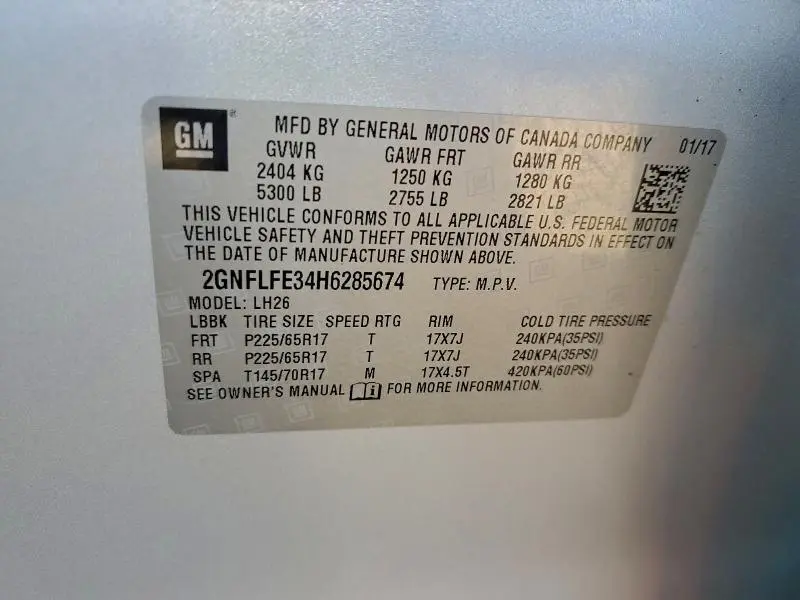 GM
MFD BY GENERAL MOTORS OF CANADA COMPANY 01/17
GVWR GAWR FRT GAWR RR
2404 KG 1250 KG 1280 KG
5300 LB 2755 LB 2821 LB
THIS VEHICLE CONFORMS TO ALL APPLICABLE U.S. FEDERAL MOTOR
VEHICLE SAFETY AND THEFT PREVENTION STANDARDS IN EFFECT ON
THE DATE OF MANUFACTURE SHOWN ABOVE.
2GNFLFE34H6285674 TYPE: M.P.V.
MODEL: LH26
LBBK TIRE SIZE SPEED RTG RIM COLD TIRE PRESSURE
FRT P225/65R17 T 17X7J 240KPA(35PSI)
RR P225/65R17 T 17X7J 240KPA(35PSI)
SPA T145/70R17 M 17X4.5T 420KPA(60PSI)
SEE OWNER'S MANUAL FOR MORE INFORMATION.